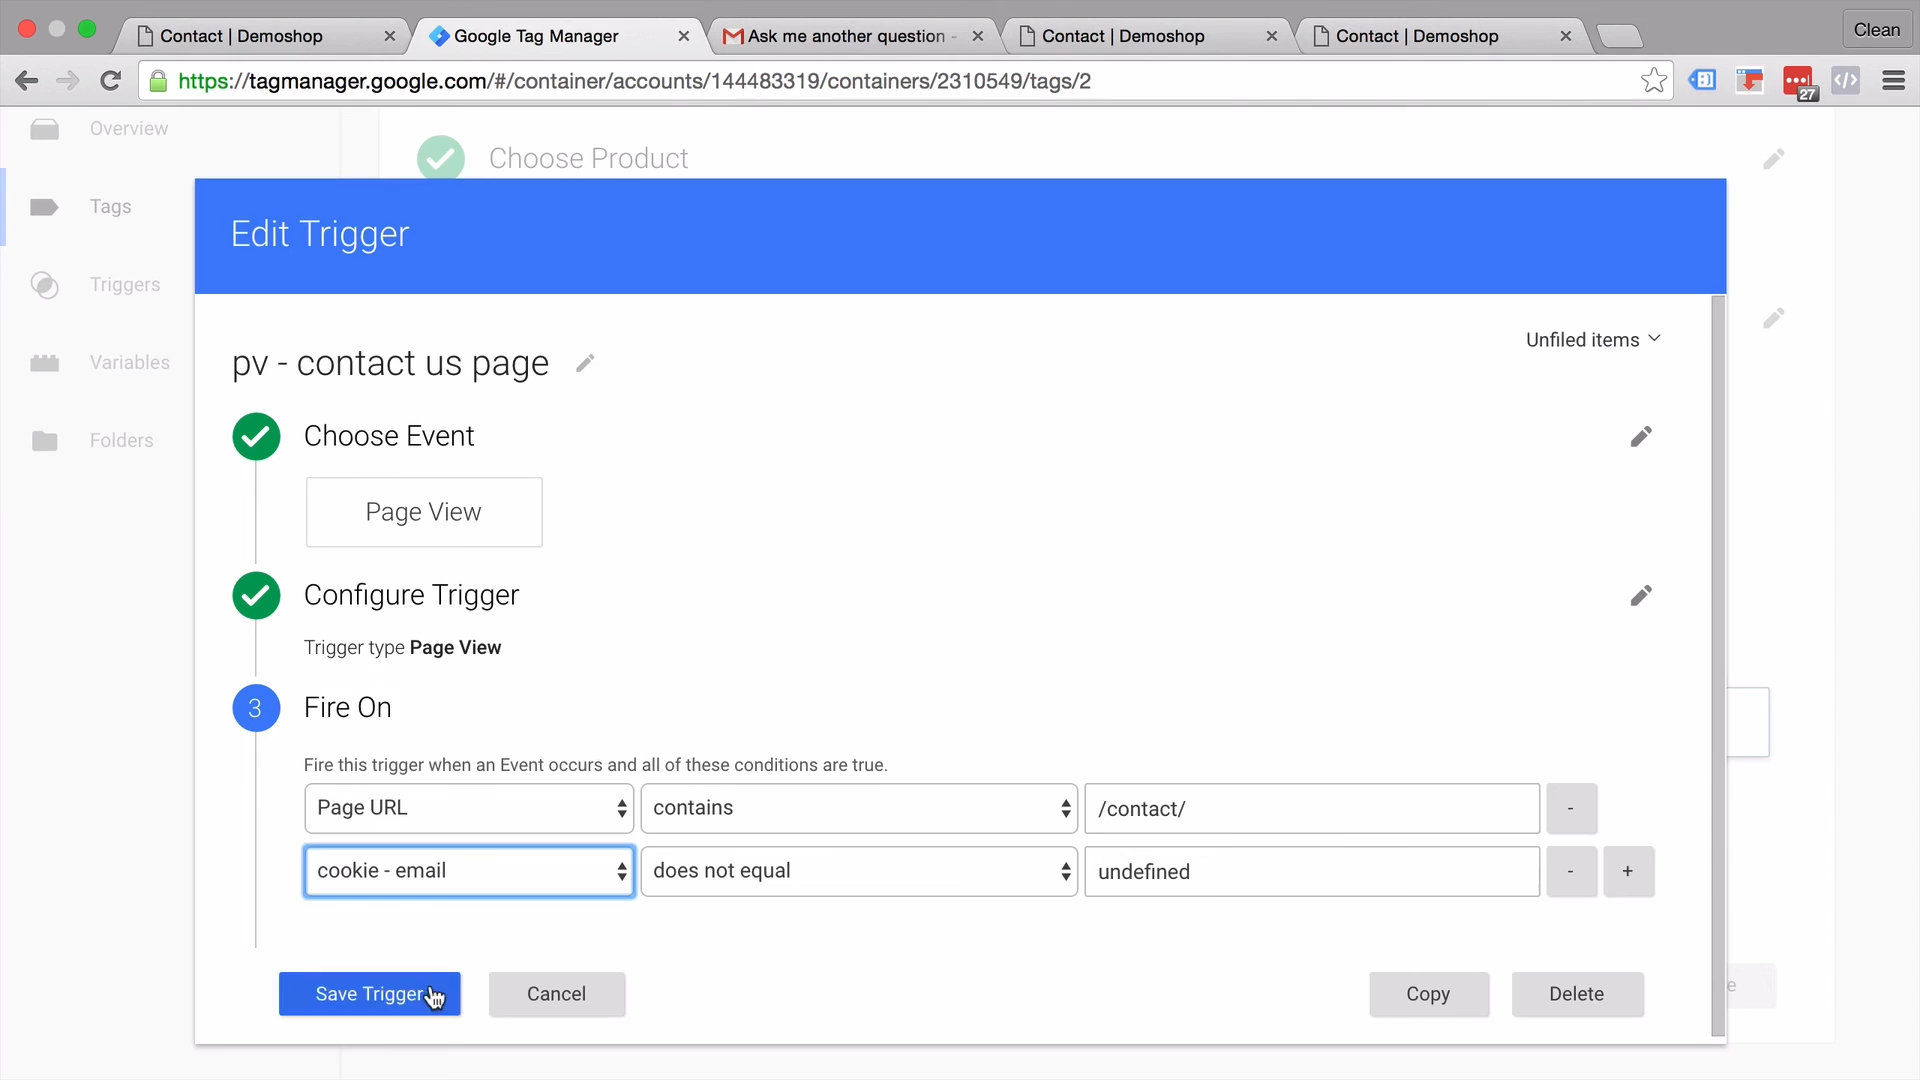 Contact | Demoshop
Google Tag Manager
Ask me another question -
Contact | Demoshop
Contact | Demoshop
Clean
https://tagmanager.google.com/#/container/accounts/144483319/containers/2310549/tags/2
27
Overview
Choose Product
Tags
Edit Trigger
Triggers
Unfiled items
pv - contact us page
Variables
Choose Event
Folders
Page View
Configure Trigger
Trigger type Page View
3
Fire On
Fire this trigger when an Event occurs and all of these conditions are true.
Page URL contains /contact/ -
cookie - email does not equal undefined - +
Save Trigger Cancel Copy Delete
e